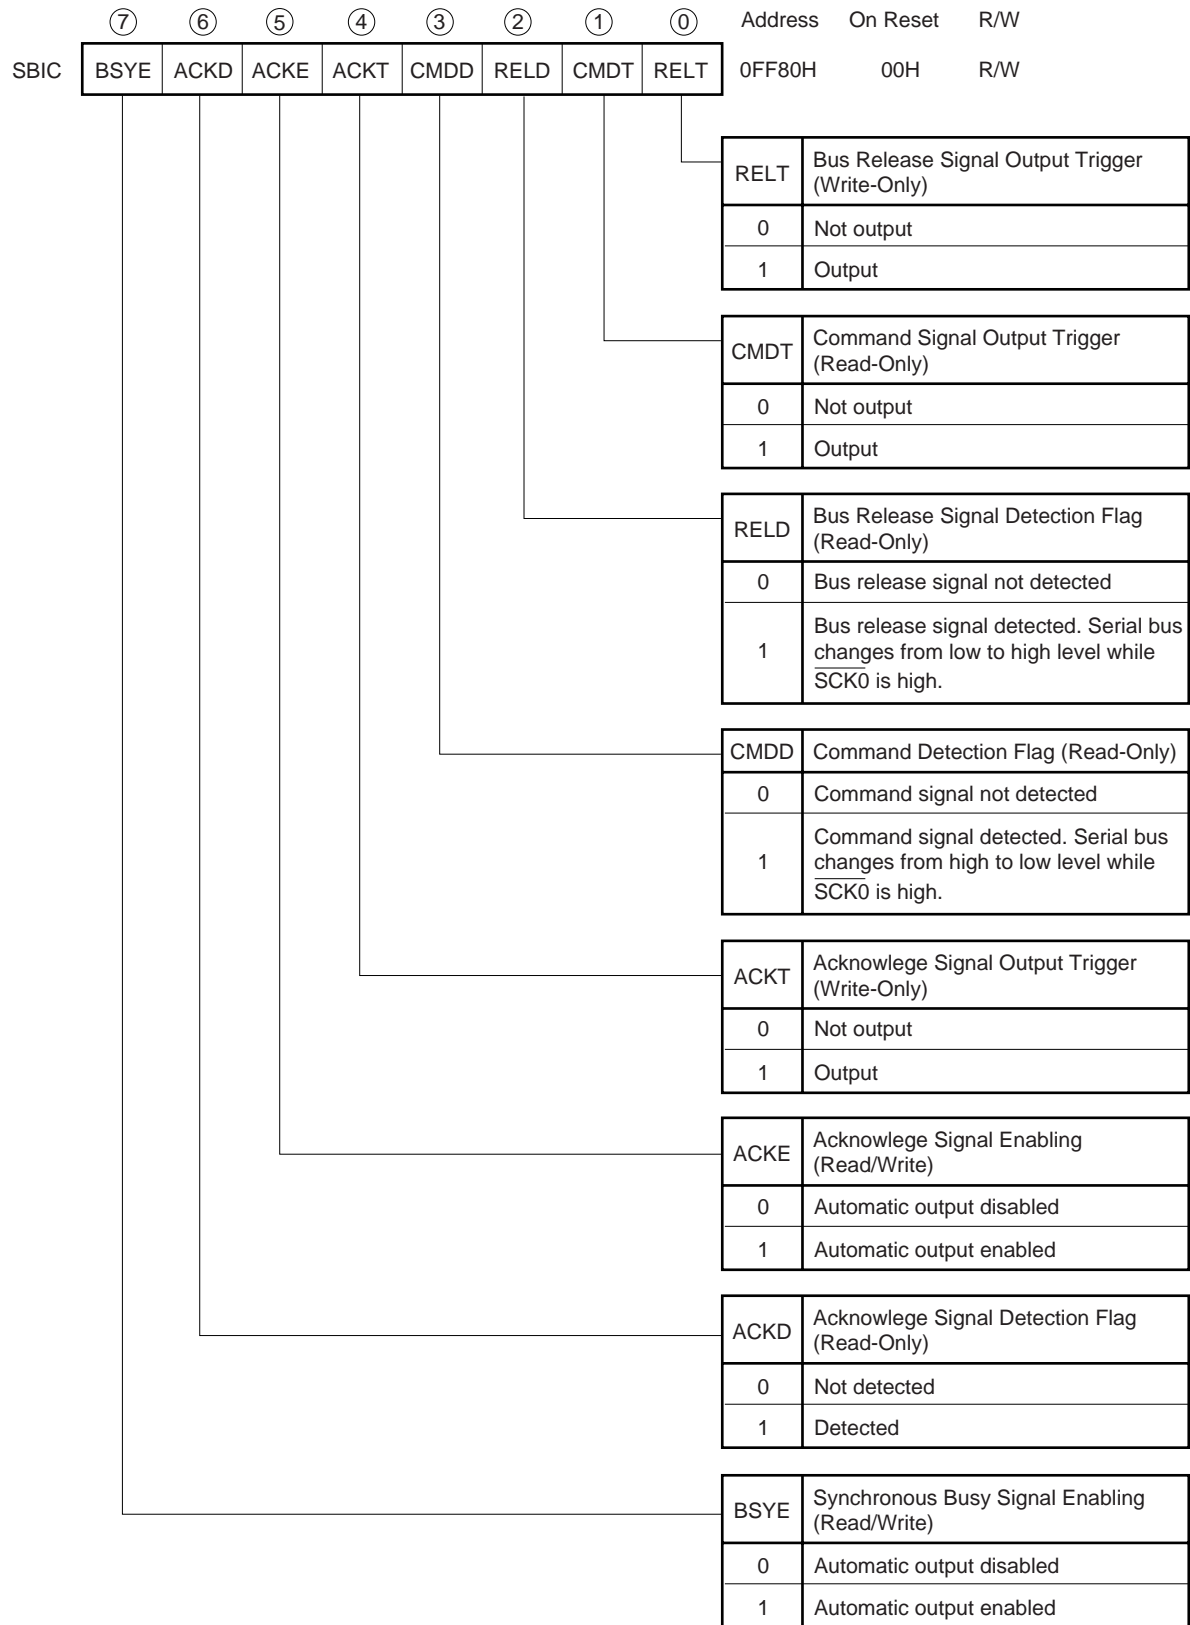 ⑦ ⑥ ⑤ ④ ③ ② ① ⓪ Address On Reset R/W
SBIC BSYE ACKD ACKE ACKT CMDD RELD CMDT RELT 0FF80H 00H R/W
RELT Bus Release Signal Output Trigger
(Write-Only)
0 Not output
1 Output
CMDT Command Signal Output Trigger
(Read-Only)
0 Not output
1 Output
RELD Bus Release Signal Detection Flag
(Read-Only)
0 Bus release signal not detected
Bus release signal detected. Serial bus
1 changes from low to high level while
S̅C̅K̅0̅ is high.
CMDD Command Detection Flag (Read-Only)
0 Command signal not detected
Command signal detected. Serial bus
1 changes from high to low level while
S̅C̅K̅0̅ is high.
ACKT Acknowlege Signal Output Trigger
(Write-Only)
0 Not output
1 Output
ACKE Acknowlege Signal Enabling
(Read/Write)
0 Automatic output disabled
1 Automatic output enabled
ACKD Acknowlege Signal Detection Flag
(Read-Only)
0 Not detected
1 Detected
BSYE Synchronous Busy Signal Enabling
(Read/Write)
0 Automatic output disabled
1 Automatic output enabled